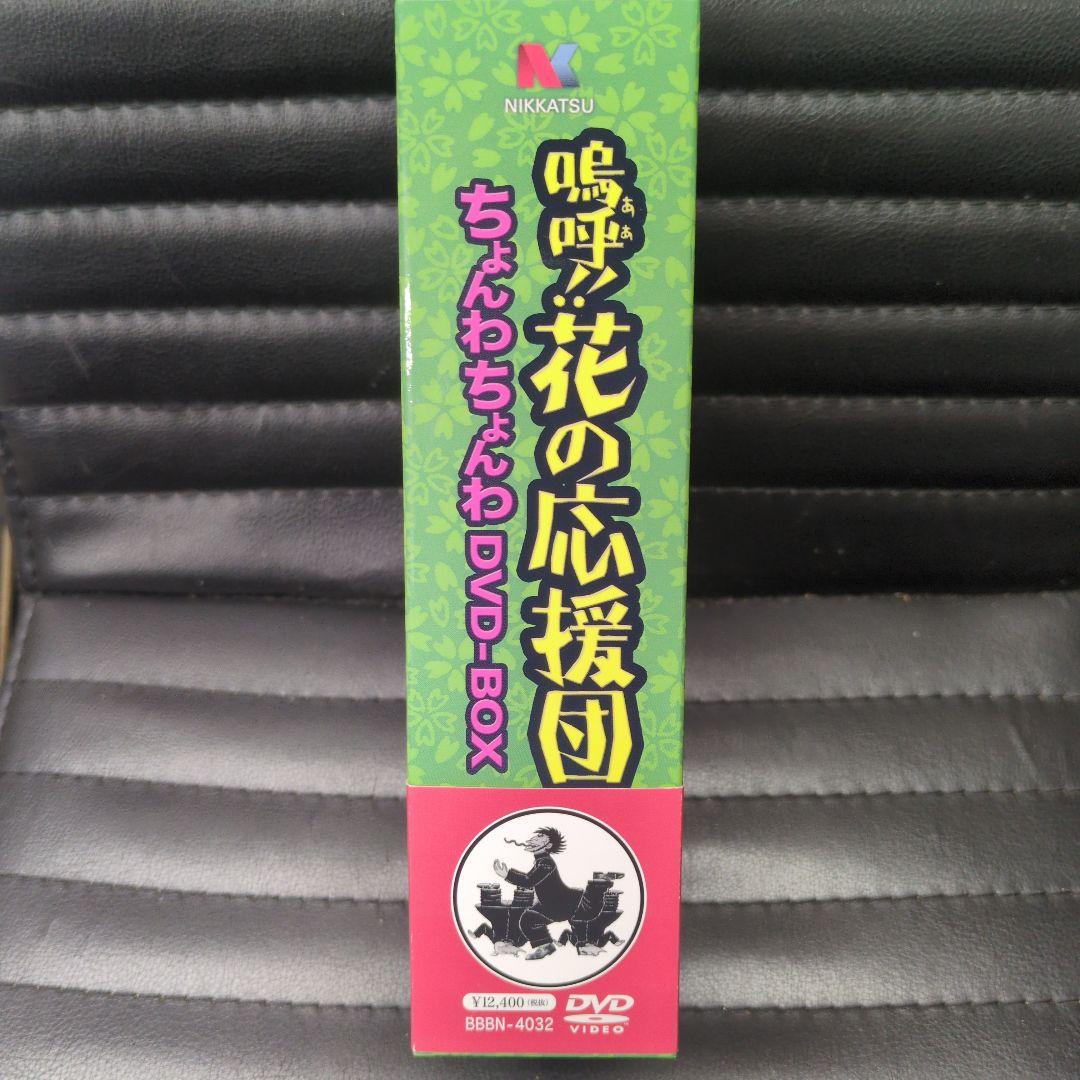 NIKKATSU
嗚呼!!花の応援団
ああ
ちょんわちょんわ DVD-BOX
¥12,400(税抜)
BBBN-4032
DVD
VIDEO